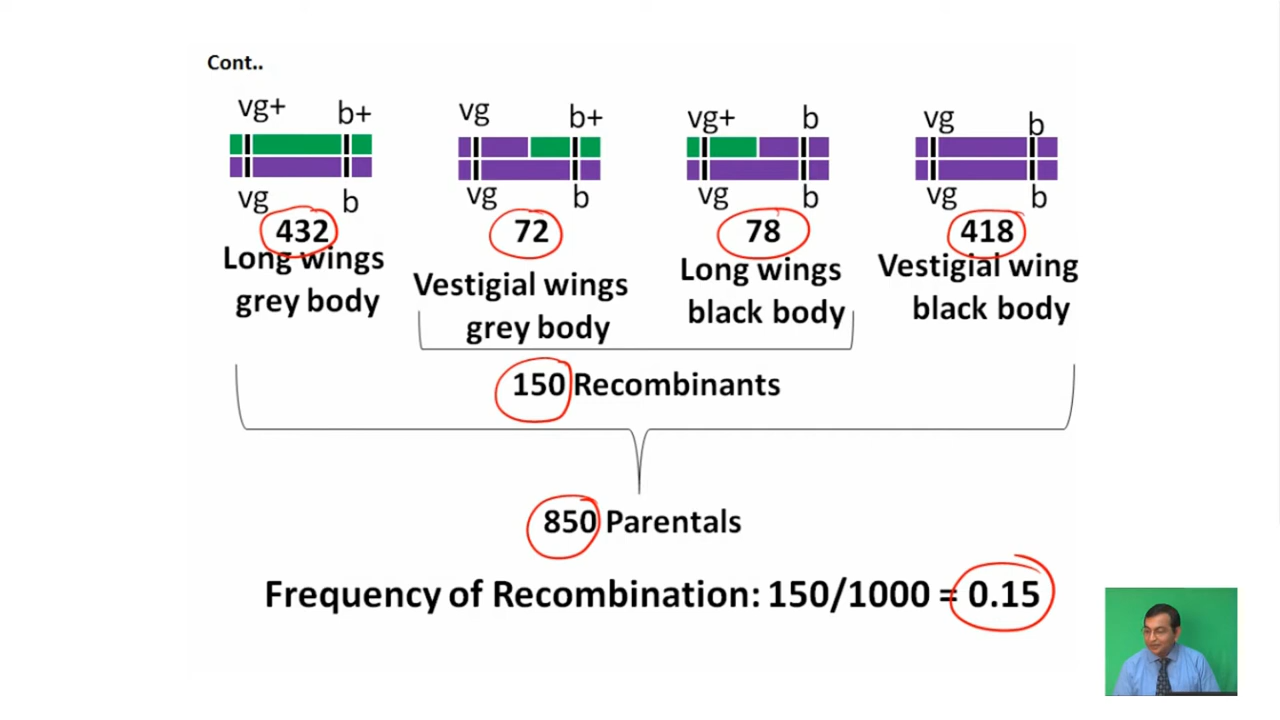 Cont..
vg+ b+ vg b+ vg+ b vg b
vg b vg b vg b vg b
432 72 78 418
Long wings
grey body
Vestigial wings
grey body
Long wings
black body
Vestigial wing
black body
150 Recombinants
850 Parentals
Frequency of Recombination: 150/1000 = 0.15